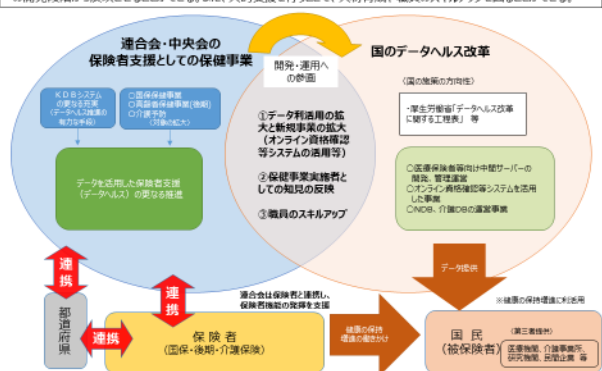 連合会・中央会の
保険者支援としての保健事業
国のデータヘルス改革
開発・運用へ
の参画
KDBシステム
の更なる充実
(データヘルス推進の
有力な手段)
○国保保健事業
○高齢者保健事業(後期)
○介護予防
(対象の拡大)
データを活用した保険者支援
(データヘルス)の更なる推進
①データ利活用の拡
大と新規事業の拡大
(オンライン資格確認
等システムの活用等)
②保健事業実施者と
しての知見の反映
③職員のスキルアップ
〈国の施策の方向性〉
・厚生労働省「データヘルス改革
に関する工程表」 等
○医療保険者等向け中間サーバーの
開発、管理運営
○オンライン資格確認等システムを活用
した事業
○NDB、介護DBの運営事業
連携
連携
データ提供
連合会は保険者と連携し、
保険者機能の発揮を支援
※健康の保持増進に利活用
都道府県
連携
保険者
(国保・後期・介護保険)
健康の保持
増進の働きかけ
国民
(被保険者)
(第三者提供)
医療機関、介護事業所、
研究機関、民間企業 等